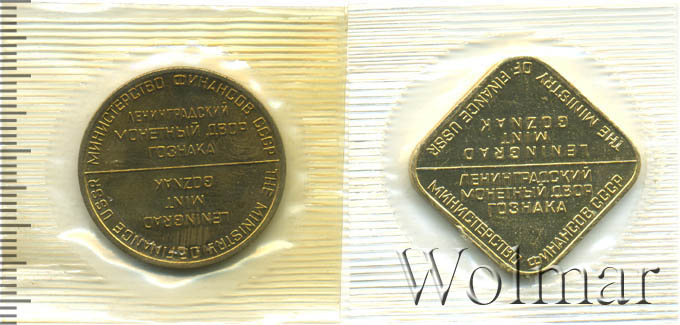 МИНИСТЕРСТВО ФИНАНСОВ СССР
ЛЕНИНГРАДСКИЙ
МОНЕТНЫЙ ДВОР
ГОЗНАКА
THE MINISTRY OF FINANCE USSR
LENINGRAD
MINT
GOZNAK
THE MINISTRY OF FINANCE USSR
LENINGRAD
MINT
GOZNAK
ЛЕНИНГРАДСКИЙ
МОНЕТНЫЙ ДВОР
ГОЗНАКА
МИНИСТЕРСТВО ФИНАНСОВ СССР
Wolmar